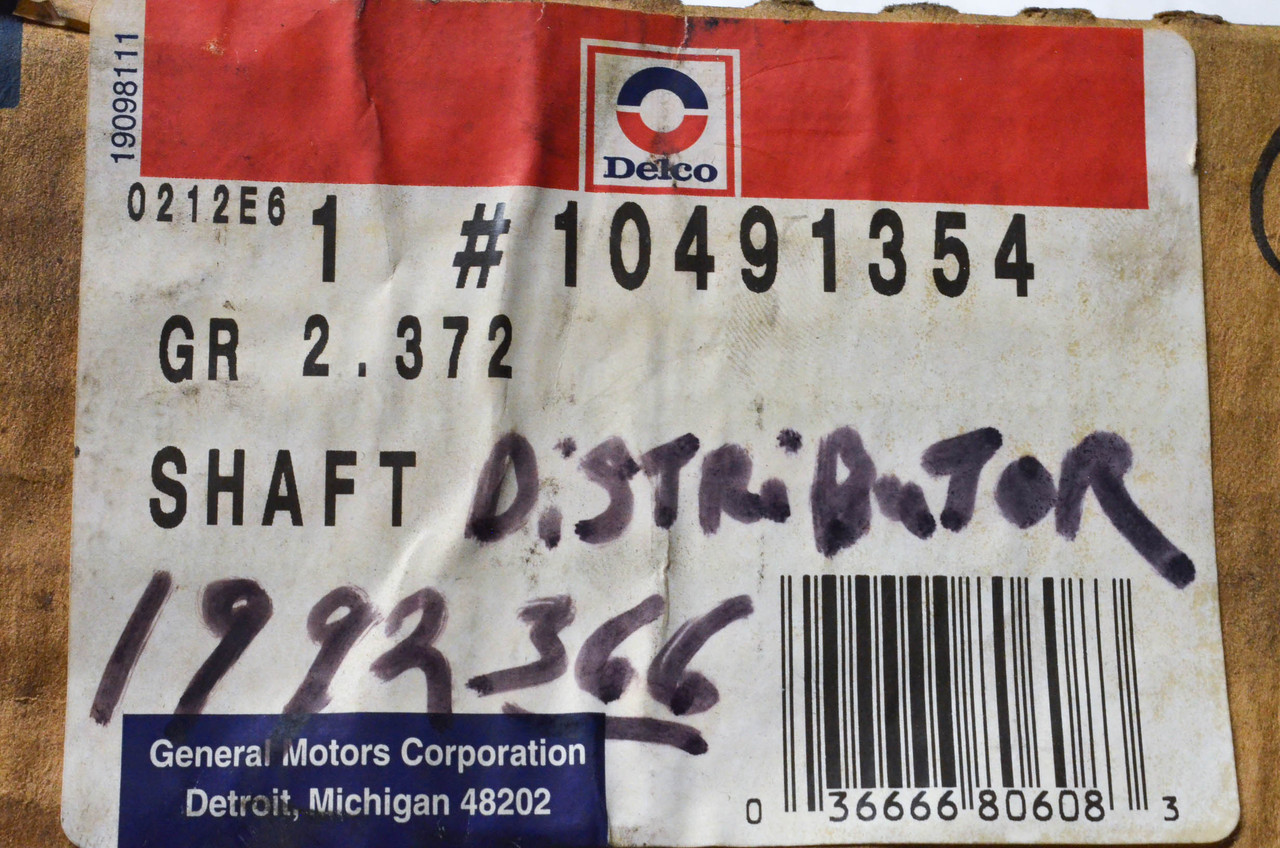 19098111
Delco
0212E6 1 # 10491354
GR 2.372
SHAFT DiSTRiBuTOR
1992 366
General Motors Corporation
Detroit, Michigan 48202
0 36666 80608 3